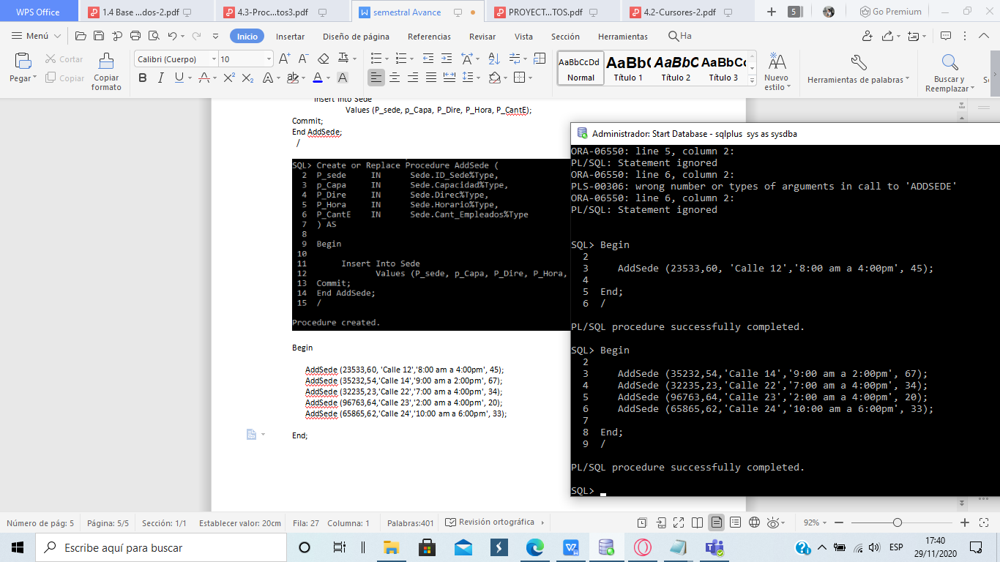 WPS Office
1.4 Base ...dos-2.pdf
4.3-Proc...tos3.pdf
semestral Avance
PROYECT...TOS.pdf
4.2-Cursores-2.pdf
5
Go Premium
Menú
Inicio
Insertar
Diseño de página
Referencias
Revisar
Vista
Sección
Herramientas
Ha
Pegar
Cortar
Copiar
Copiar formato
Calibri (Cuerpo)
10
AaBbCcDd
Normal
AaBb(
Título 1
AaBbC
Título 2
AaBbCc
Título 3
Nuevo estilo
Herramientas de palabras
Buscar y Reemplazar
Insert Into Sede
Values (P_sede, p_Capa, P_Dire, P_Hora, P_CantE);
Commit;
End AddSede;
/
SQL> Create or Replace Procedure AddSede (
2 P_sede IN Sede.ID_Sede%Type,
3 p_Capa IN Sede.Capacidad%Type,
4 P_Dire IN Sede.Direc%Type,
5 P_Hora IN Sede.Horario%Type,
6 P_CantE IN Sede.Cant_Empleados%Type
7 ) AS
8
9 Begin
10
11 Insert Into Sede
12 Values (P_sede, p_Capa, P_Dire, P_Hora,
13 Commit;
14 End AddSede;
15 /
Procedure created.
Begin
AddSede (23533,60, 'Calle 12','8:00 am a 4:00pm', 45);
AddSede (35232,54,'Calle 14','9:00 am a 2:00pm', 67);
AddSede (32235,23,'Calle 22','7:00 am a 4:00pm', 34);
AddSede (96763,64,'Calle 23','2:00 am a 4:00pm', 20);
AddSede (65865,62,'Calle 24','10:00 am a 6:00pm', 33);
End;
Administrador: Start Database - sqlplus sys as sysdba
ORA-06550: line 5, column 2:
PL/SQL: Statement ignored
ORA-06550: line 6, column 2:
PLS-00306: wrong number or types of arguments in call to 'ADDSEDE'
ORA-06550: line 6, column 2:
PL/SQL: Statement ignored
SQL> Begin
2
3 AddSede (23533,60, 'Calle 12','8:00 am a 4:00pm', 45);
4
5 End;
6 /
PL/SQL procedure successfully completed.
SQL> Begin
2
3 AddSede (35232,54,'Calle 14','9:00 am a 2:00pm', 67);
4 AddSede (32235,23,'Calle 22','7:00 am a 4:00pm', 34);
5 AddSede (96763,64,'Calle 23','2:00 am a 4:00pm', 20);
6 AddSede (65865,62,'Calle 24','10:00 am a 6:00pm', 33);
7
8 End;
9 /
PL/SQL procedure successfully completed.
SQL>
Número de pág: 5
Página: 5/5
Sección: 1/1
Establecer valor: 20cm
Fila: 27
Columna: 1
Palabras:401
Revisión ortográfica
92%
Escribe aquí para buscar
ESP
17:40
29/11/2020